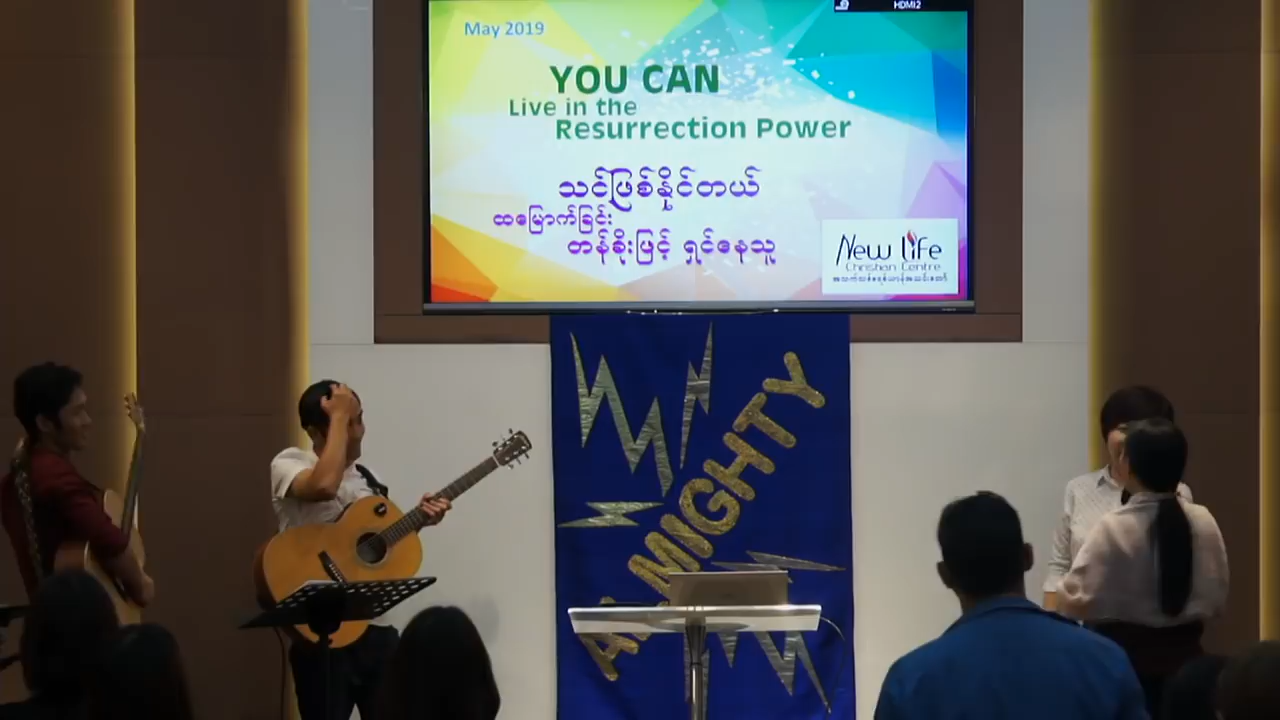 HDMI2
May 2019
YOU CAN
Live in the
Resurrection Power
သင်ဖြစ်နိုင်တယ်
ထမြောက်ခြင်း
တန်ခိုးဖြင့် ရှင်နေသူ
New Life
Christian Centre
ALMIGHTY